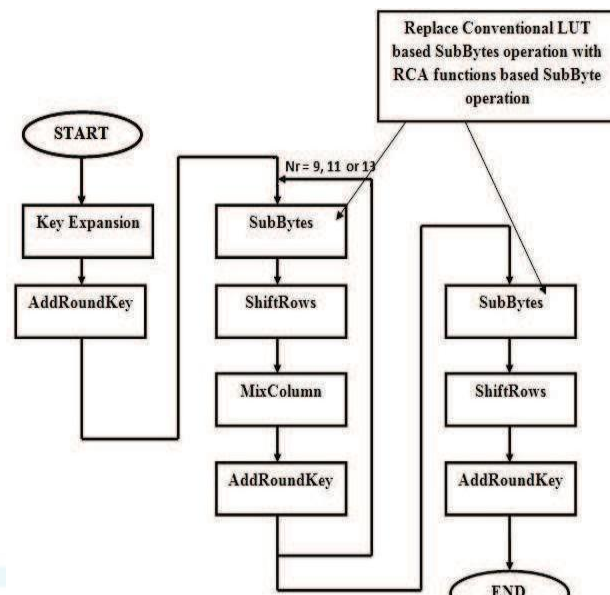 Replace Conventional LUT
based SubBytes operation with
RCA functions based SubByte
operation
START
Key Expansion
AddRoundKey
Nr = 9, 11 or 13
SubBytes
ShiftRows
MixColumn
AddRoundKey
SubBytes
ShiftRows
AddRoundKey
END